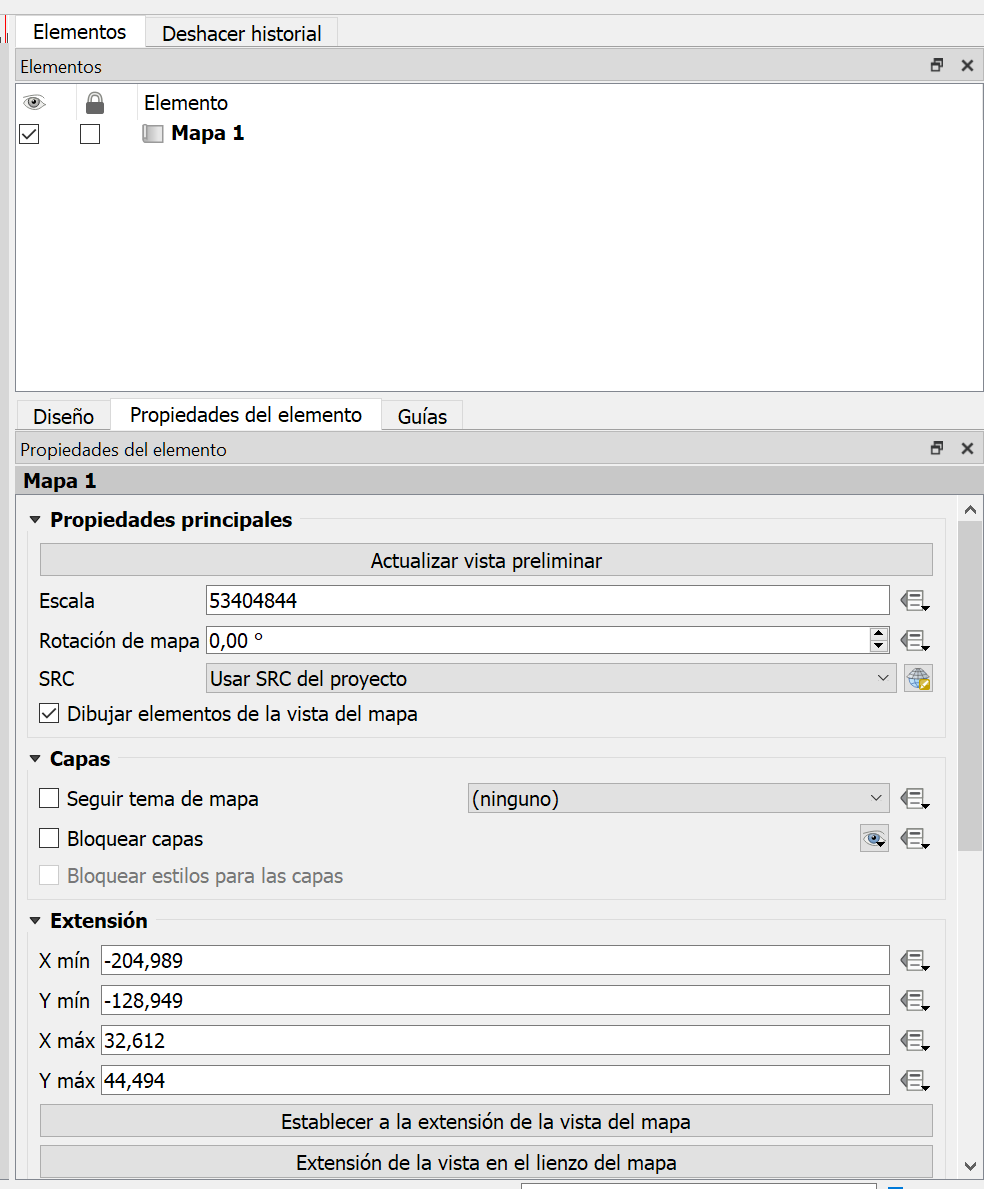 Elementos Deshacer historial
Elementos
Elemento
Mapa 1
Diseño Propiedades del elemento Guías
Propiedades del elemento
Mapa 1
Propiedades principales
Actualizar vista preliminar
Escala 53404844
Rotación de mapa 0,00 °
SRC Usar SRC del proyecto
Dibujar elementos de la vista del mapa
Capas
Seguir tema de mapa (ninguno)
Bloquear capas
Bloquear estilos para las capas
Extensión
X mín -204,989
Y mín -128,949
X máx 32,612
Y máx 44,494
Establecer a la extensión de la vista del mapa
Extensión de la vista en el lienzo del mapa